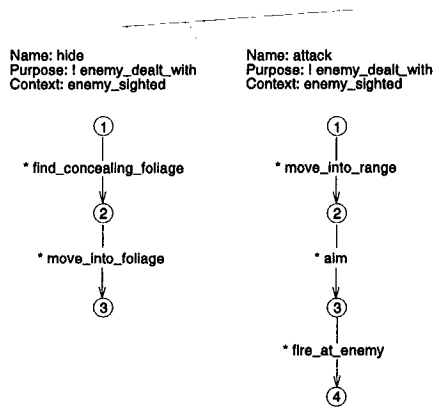 Name: hide
Purpose: ! enemy_dealt_with
Context: enemy_sighted
1
* find_concealing_foliage
2
* move_into_foliage
3
Name: attack
Purpose: ! enemy_dealt_with
Context: enemy_sighted
1
* move_into_range
2
* aim
3
* fire_at_enemy
4